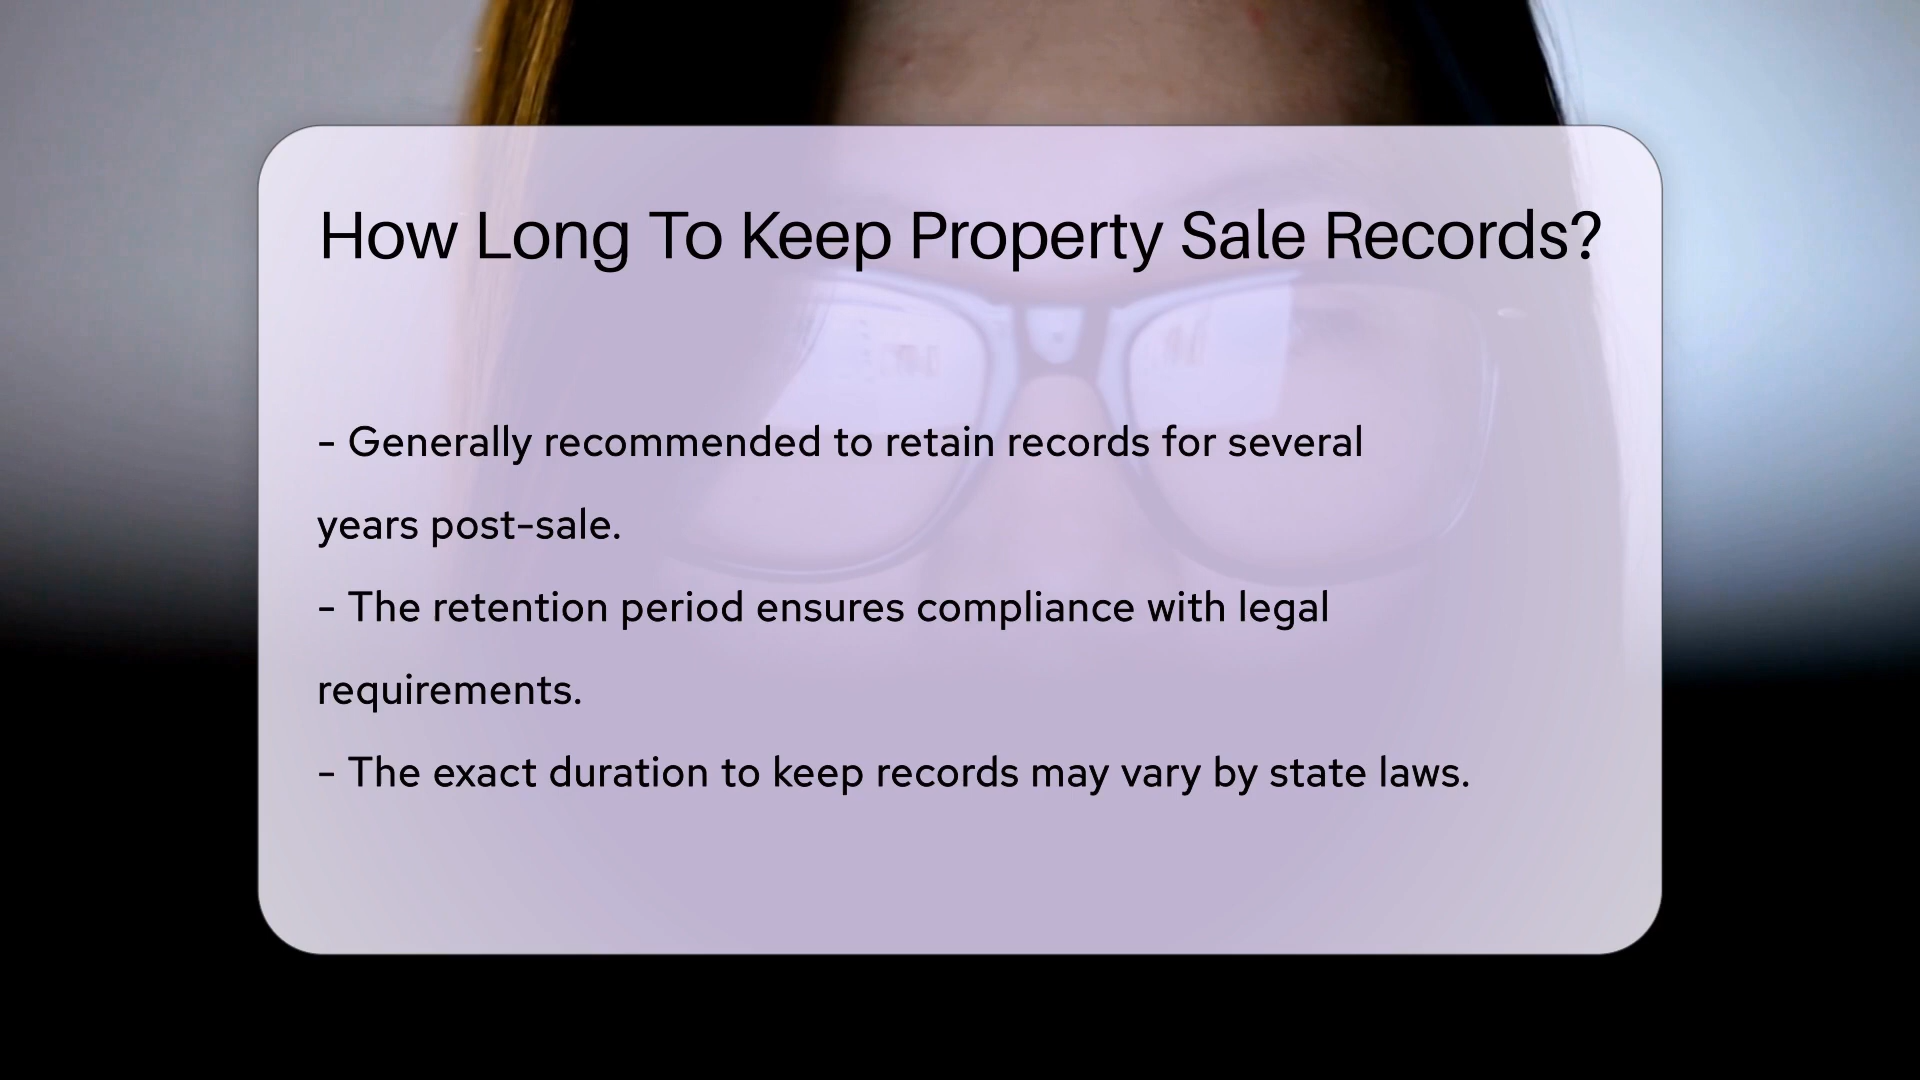 How Long To Keep Property Sale Records?
- Generally recommended to retain records for several
years post-sale.
- The retention period ensures compliance with legal
requirements.
- The exact duration to keep records may vary by state laws.